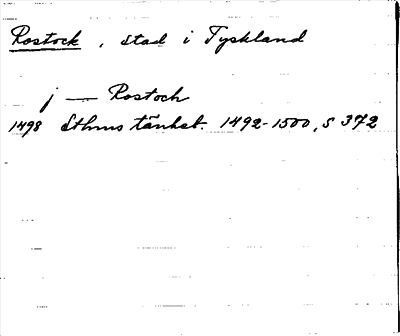 Rostock, stad i Tyskland
j — Rostoch
1498 Sthms tänkeb. 1492-1500, s 372